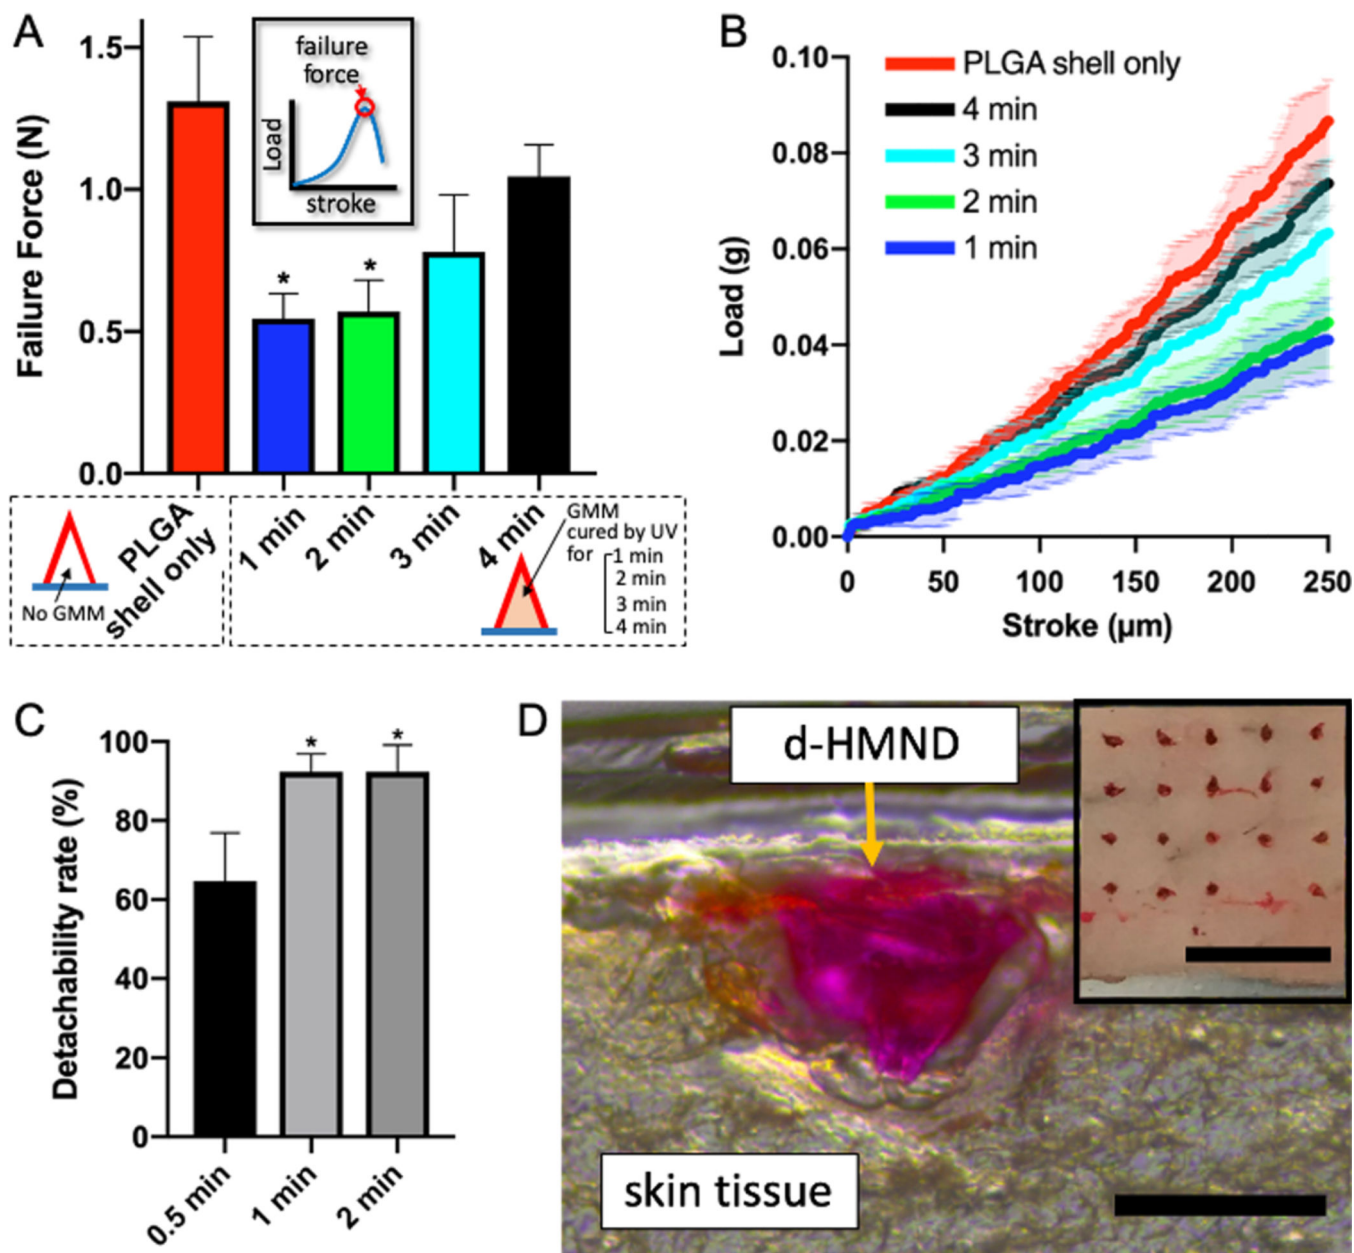 A
Failure Force (N)
1.5
1.0
0.5
0.0
failure
force
Load
stroke
*
*
PLGA
shell only
1 min
2 min
3 min
4 min
No GMM
GMM
cured by UV
for
1 min
2 min
3 min
4 min
B
Load (g)
0.10
0.08
0.06
0.04
0.02
0.00
PLGA shell only
4 min
3 min
2 min
1 min
0
50
100
150
200
250
Stroke (µm)
C
Detachability rate (%)
100
80
60
40
20
0
*
*
0.5 min
1 min
2 min
D
d-HMND
skin tissue